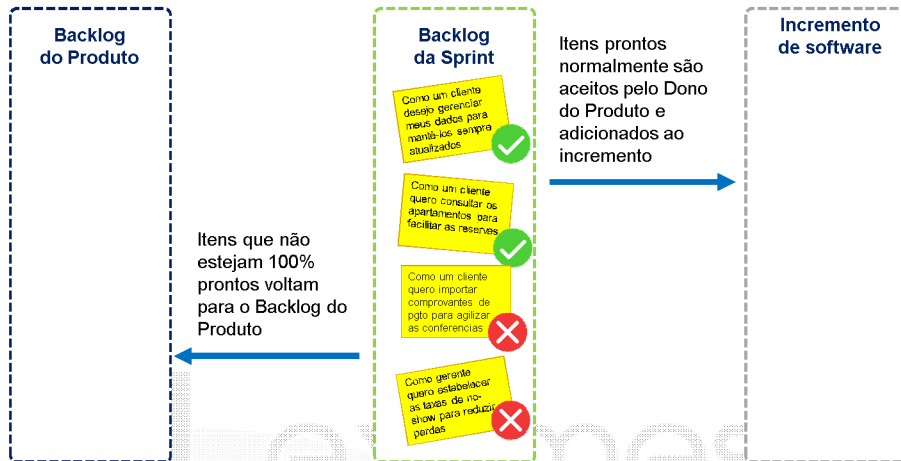 Backlog
do Produto
Backlog
da Sprint
Itens prontos
normalmente são
aceitos pelo Dono
do Produto e
adicionados ao
incremento
Incremento
de software
Como um cliente
desejo gerenciar
meus dados para
mantê-los sempre
atualizados
Como um cliente
quero consultar os
apartamentos para
facilitar as reservas
Itens que não
estejam 100%
prontos voltam
para o Backlog do
Produto
Como um cliente
quero importar
comprovantes de
pgto para agilizar
as conferencias
Como gerente
quero estabelecer
as taxas de no-
show para reduzir
perdas